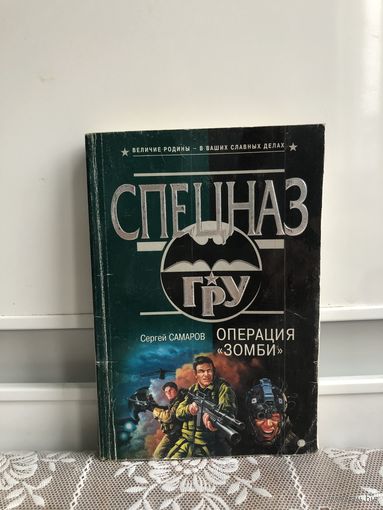 ★ ВЕЛИЧИЕ РОДИНЫ – В ВАШИХ СЛАВНЫХ ДЕЛАХ ★
СПЕЦНАЗ
ГРУ
Сергей САМАРОВ
ОПЕРАЦИЯ
«ЗОМБИ»